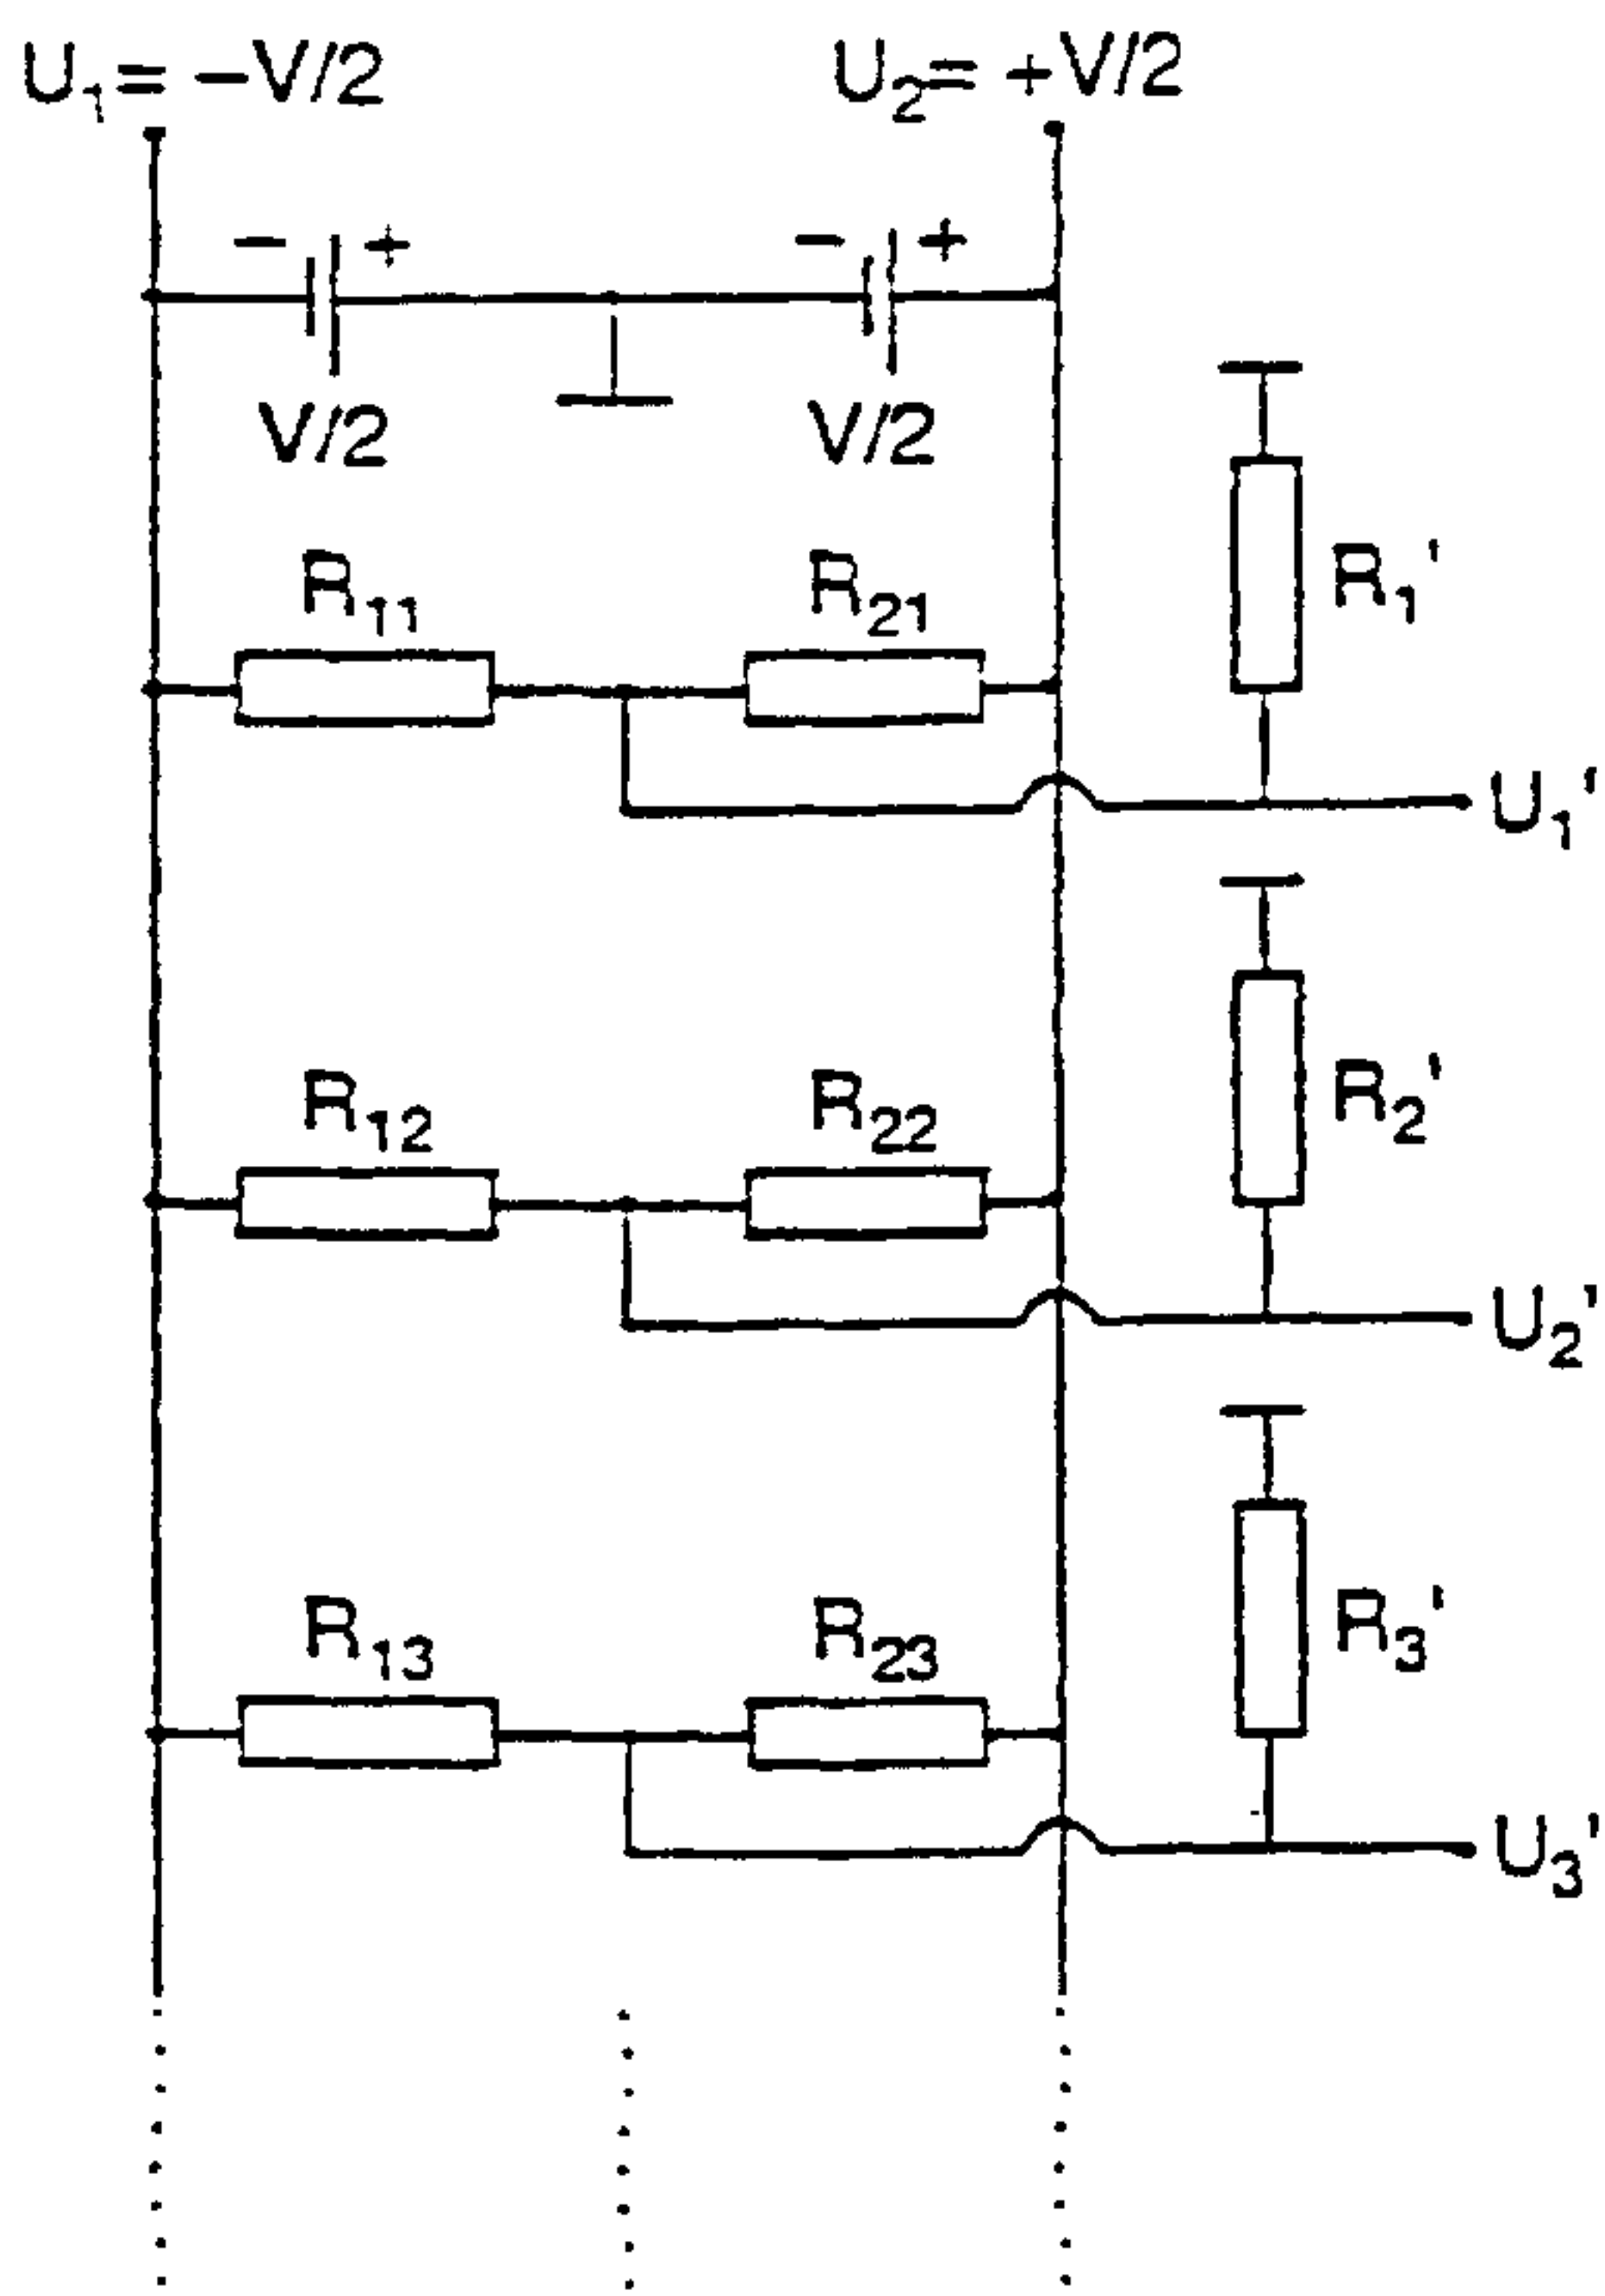 U₁= −V/2 U₂= +V/2
− + − +
V/2 V/2
R₁₁ R₂₁ R₁'
U₁'
R₁₂ R₂₂ R₂'
U₂'
R₁₃ R₂₃ R₃'
U₃'